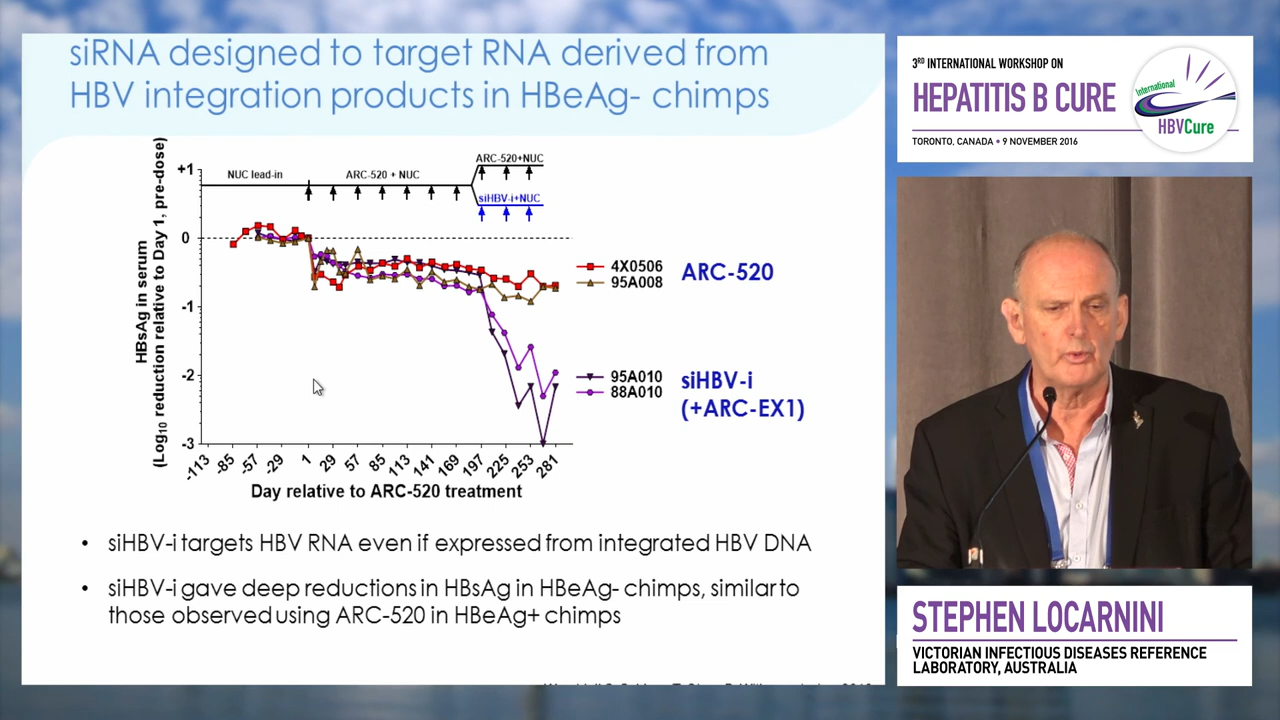 siRNA designed to target RNA derived from
HBV integration products in HBeAg- chimps
HBsAg in serum
(Log10 reduction relative to Day 1, pre-dose)
+1
0
-1
-2
-3
NUC lead-in
ARC-520 + NUC
ARC-520+NUC
siHBV-i+NUC
4X0506
95A008
ARC-520
95A010
88A010
siHBV-i
(+ARC-EX1)
-113 -85 -57 -29 1 29 57 85 113 141 169 197 225 253 281
Day relative to ARC-520 treatment
• siHBV-i targets HBV RNA even if expressed from integrated HBV DNA
• siHBV-i gave deep reductions in HBsAg in HBeAg- chimps, similar to
those observed using ARC-520 in HBeAg+ chimps
3RD INTERNATIONAL WORKSHOP ON
HEPATITIS B CURE
TORONTO, CANADA • 9 NOVEMBER 2016
International
HBVCure
STEPHEN LOCARNINI
VICTORIAN INFECTIOUS DISEASES REFERENCE
LABORATORY, AUSTRALIA